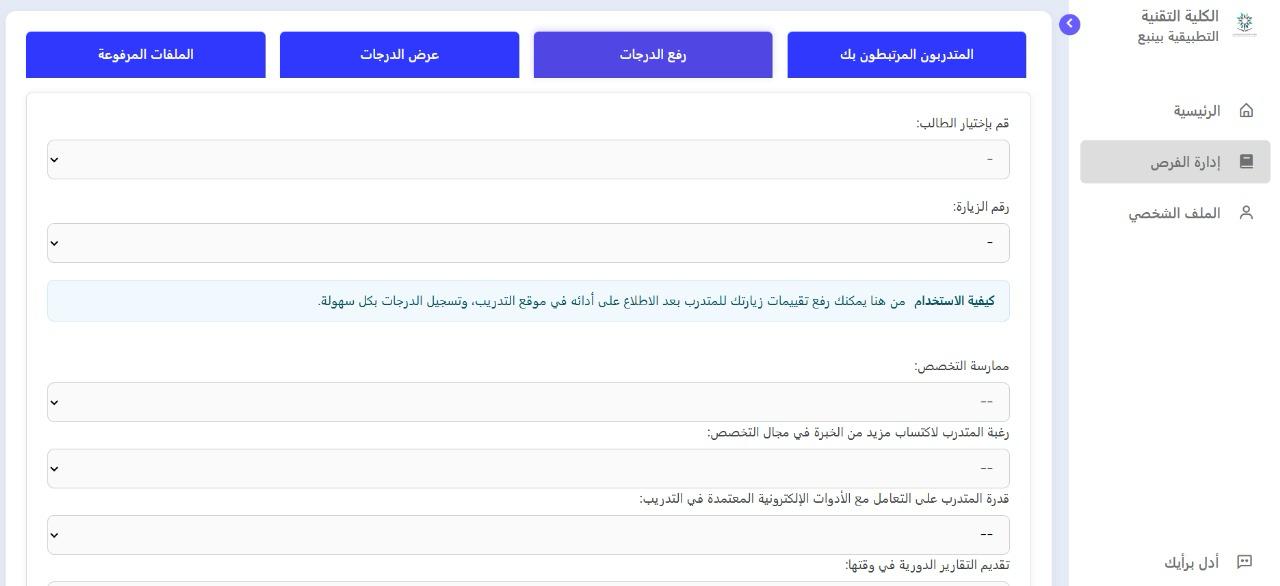 الكلية التقنية
التطبيقية بينبع
الرئيسية
إدارة الفرص
الملف الشخصي
أدل برأيك
المتدربون المرتبطون بك
رفع الدرجات
عرض الدرجات
الملفات المرفوعة
قم بإختيار الطالب:
-
رقم الزيارة:
-
كيفية الاستخدام من هنا يمكنك رفع تقييمات زيارتك للمتدرب بعد الاطلاع على أدائه في موقع التدريب، وتسجيل الدرجات بكل سهولة.
ممارسة التخصص:
--
رغبة المتدرب لاكتساب مزيد من الخبرة في مجال التخصص:
--
قدرة المتدرب على التعامل مع الأدوات الإلكترونية المعتمدة في التدريب:
--
تقديم التقارير الدورية في وقتها: